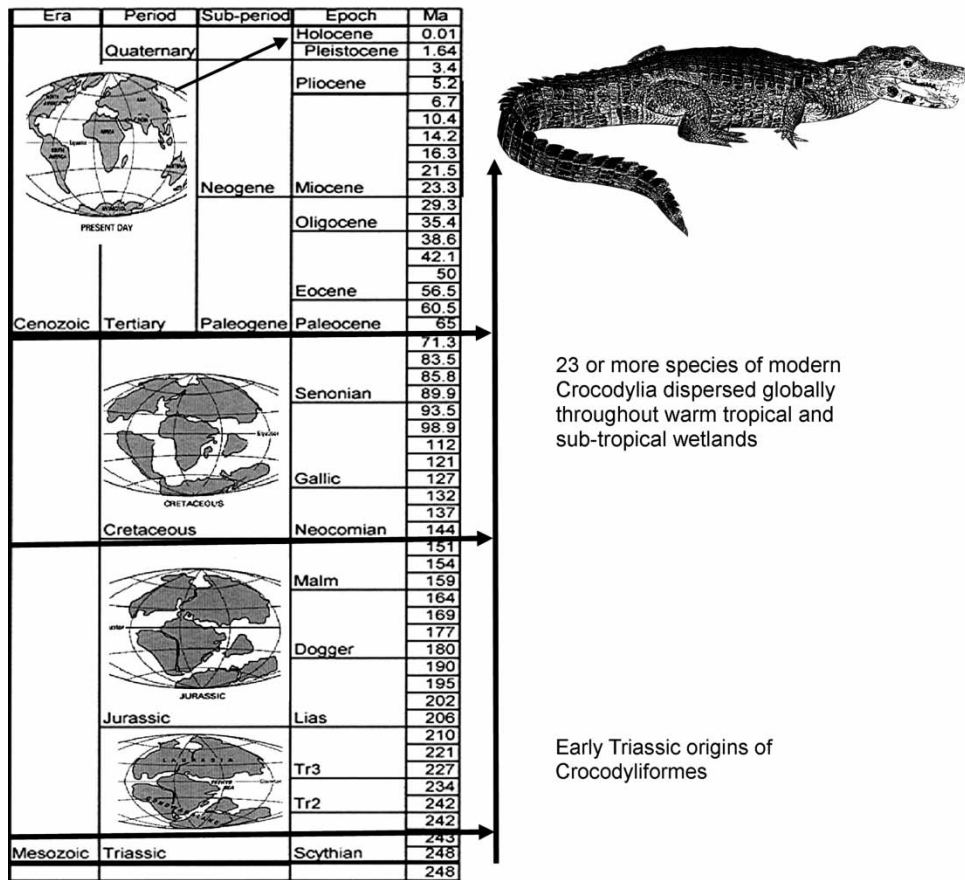 Era Period Sub-period Epoch Ma
Holocene 0.01
Quaternary Pleistocene 1.64
3.4
Pliocene 5.2
6.7
10.4
14.2
16.3
21.5
Neogene Miocene 23.3
29.3
Oligocene 35.4
38.6
42.1
50
Eocene 56.5
60.5
Cenozoic Tertiary Paleogene Paleocene 65
PRESENT DAY
71.3
83.5
85.8
Senonian 89.9
93.5
98.9
112
121
Gallic 127
132
137
Cretaceous Neocomian 144
CRETACEOUS
151
154
Malm 159
164
169
177
Dogger 180
190
195
202
Jurassic Lias 206
JURASSIC
210
221
Tr3 227
234
Tr2 242
242
243
Mesozoic Triassic Scythian 248
248
AFRICA
SOUTH
AMERICA
Equator
LAURASIA
23 or more species of modern
Crocodylia dispersed globally
throughout warm tropical and
sub-tropical wetlands
Early Triassic origins of
Crocodyliformes